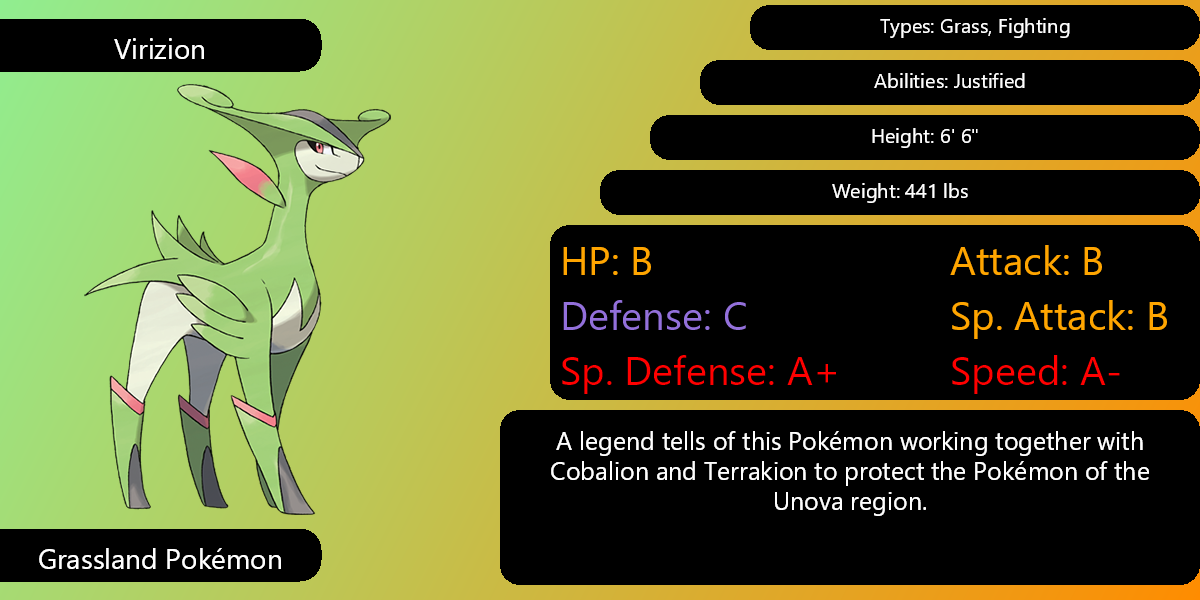 Virizion
Types: Grass, Fighting
Abilities: Justified
Height: 6' 6"
Weight: 441 lbs
HP: B
Attack: B
Defense: C
Sp. Attack: B
Sp. Defense: A+
Speed: A-
A legend tells of this Pokémon working together with
Cobalion and Terrakion to protect the Pokémon of the
Unova region.
Grassland Pokémon